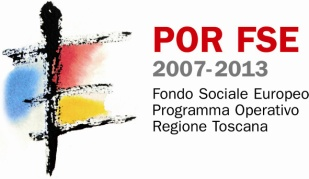 POR FSE
2007-2013
Fondo Sociale Europeo
Programma Operativo
Regione Toscana